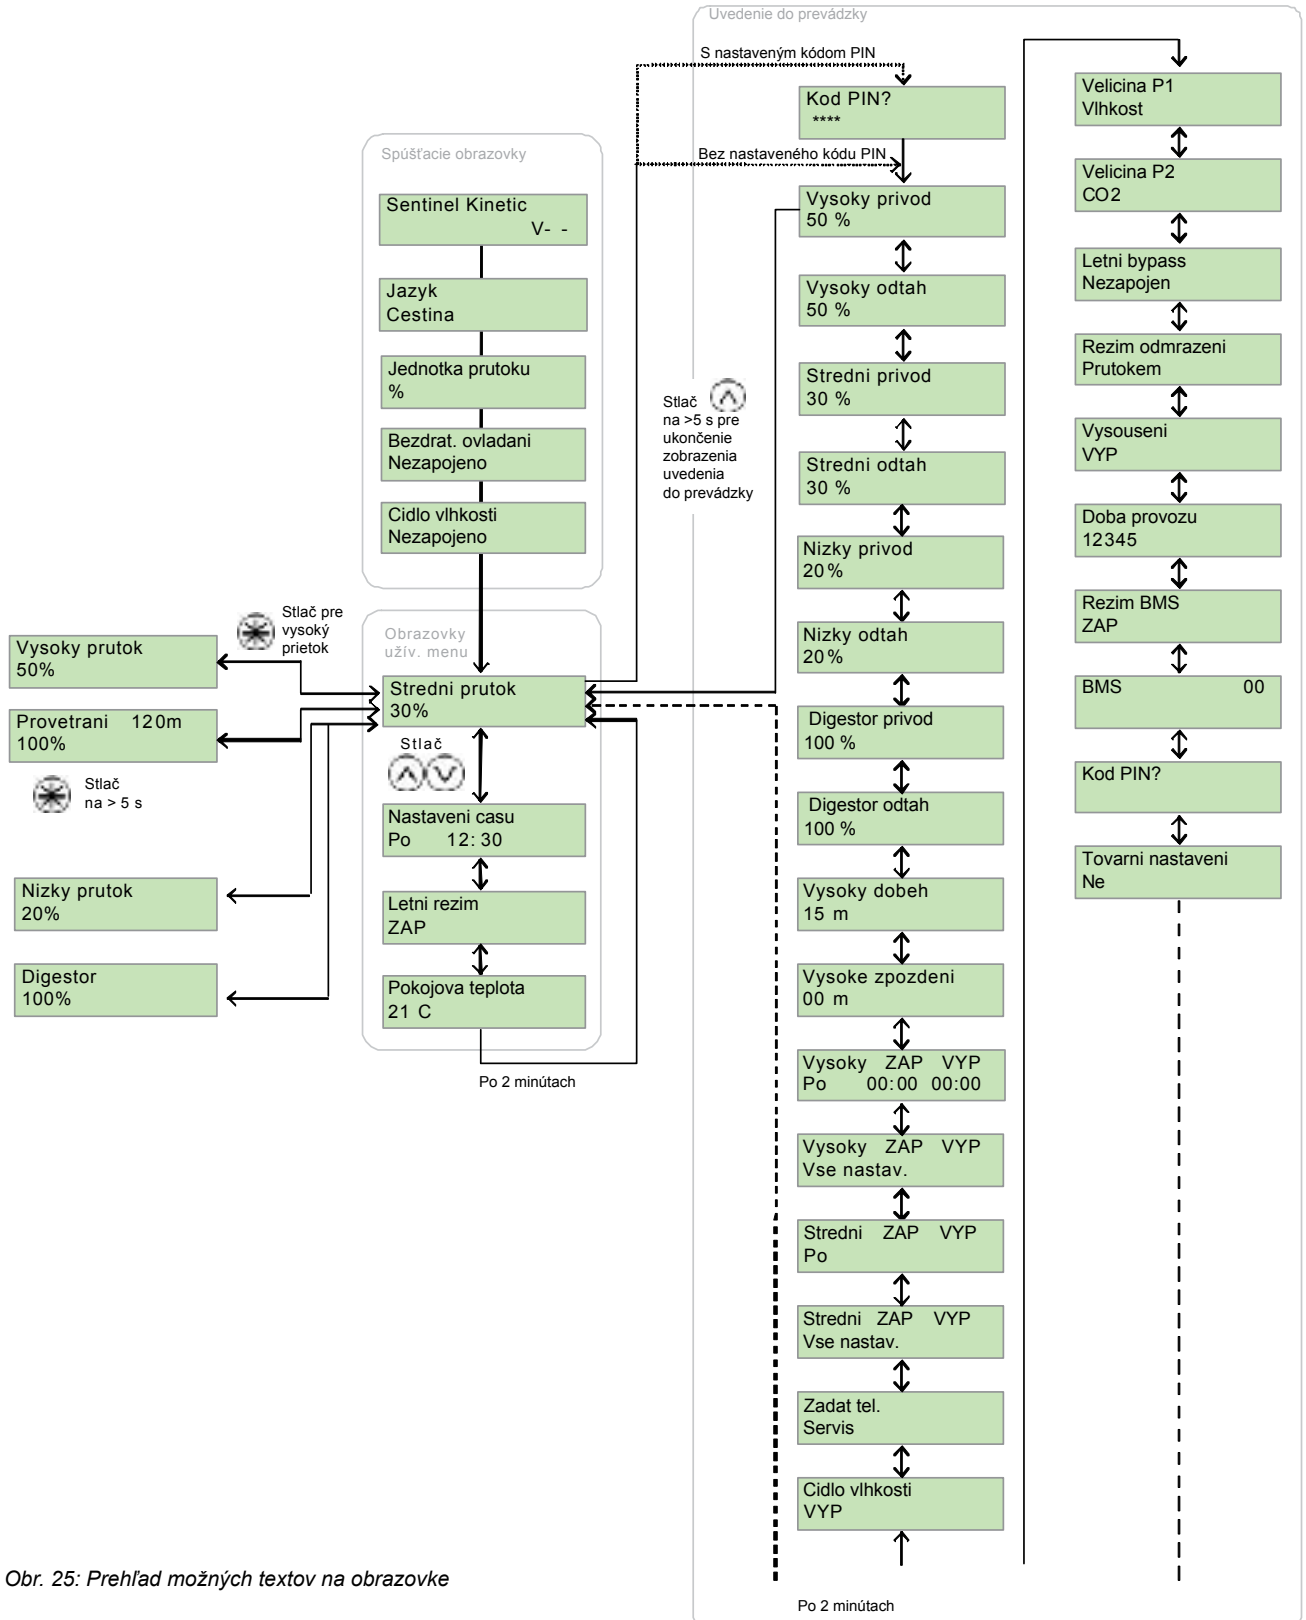 Uvedenie do prevádzky
S nastaveným kódom PIN
Kod PIN?
****
Bez nastaveného kódu PIN
Vysoky privod
50 %
Vysoky odtah
50 %
Stredni privod
30 %
Stredni odtah
30 %
Nizky privod
20%
Nizky odtah
20%
Digestor privod
100 %
Digestor odtah
100 %
Vysoky dobeh
15 m
Vysoke zpozdeni
00 m
Vysoky ZAP VYP
Po 00:00 00:00
Vysoky ZAP VYP
Vse nastav.
Stredni ZAP VYP
Po
Stredni ZAP VYP
Vse nastav.
Zadat tel.
Servis
Cidlo vlhkosti
VYP
Po 2 minútach
Velicina P1
Vlhkost
Velicina P2
CO2
Letni bypass
Nezapojen
Rezim odmrazeni
Prutokem
Vysouseni
VYP
Doba provozu
12345
Rezim BMS
ZAP
BMS 00
Kod PIN?
Tovarni nastaveni
Ne
Spúšťacie obrazovky
Sentinel Kinetic
V- -
Jazyk
Cestina
Jednotka prutoku
%
Bezdrat. ovladani
Nezapojeno
Cidlo vlhkosti
Nezapojeno
Stlač
na >5 s pre
ukončenie
zobrazenia
uvedenia
do prevádzky
Obrazovky
užív. menu
Stredni prutok
30%
Stlač
Nastaveni casu
Po 12: 30
Letni rezim
ZAP
Pokojova teplota
21 C
Po 2 minútach
Stlač pre
vysoký
prietok
Vysoky prutok
50%
Provetrani 120m
100%
Stlač
na > 5 s
Nizky prutok
20%
Digestor
100%
Obr. 25: Prehľad možných textov na obrazovke